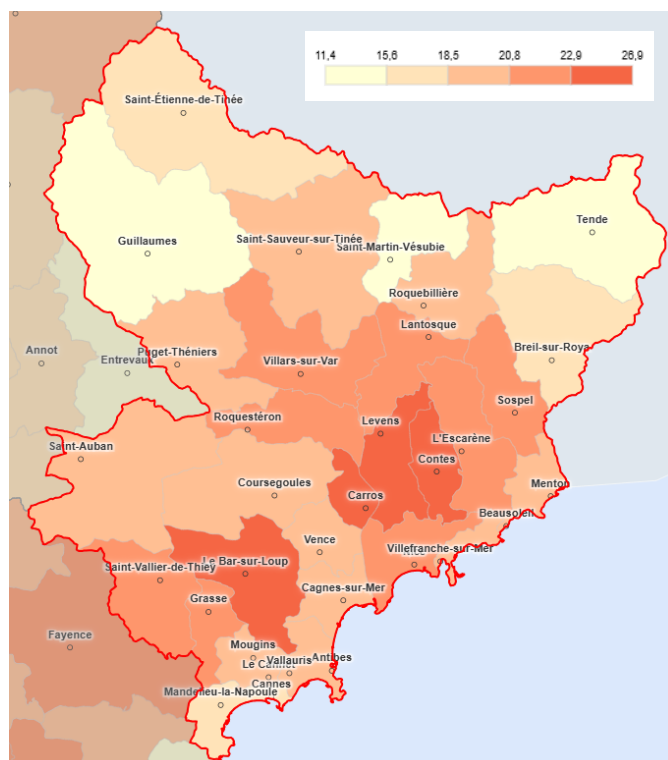 11,4 15,6 18,5 20,8 22,9 26,9
Saint-Étienne-de-Tinée
Tende
Guillaumes
Saint-Sauveur-sur-Tinée
Saint-Martin-Vésubie
Roquebillière
Lantosque
Breil-sur-Roya
Annot
Entrevaux
Puget-Théniers
Villars-sur-Var
Sospel
Roquestéron
Levens
L'Escarène
Saint-Auban
Contes
Coursegoules
Carros
Menton
Beausoleil
Vence
Villefranche-sur-Mer
Nice
Le Bar-sur-Loup
Saint-Vallier-de-Thiey
Cagnes-sur-Mer
Grasse
Fayence
Mougins
Le Cannet
Vallauris
Antibes
Cannes
Mandelieu-la-Napoule